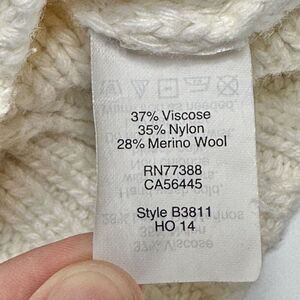 37% Viscose
35% Nylon
28% Merino Wool
RN77388
CA56445
Style B3811
HO 14